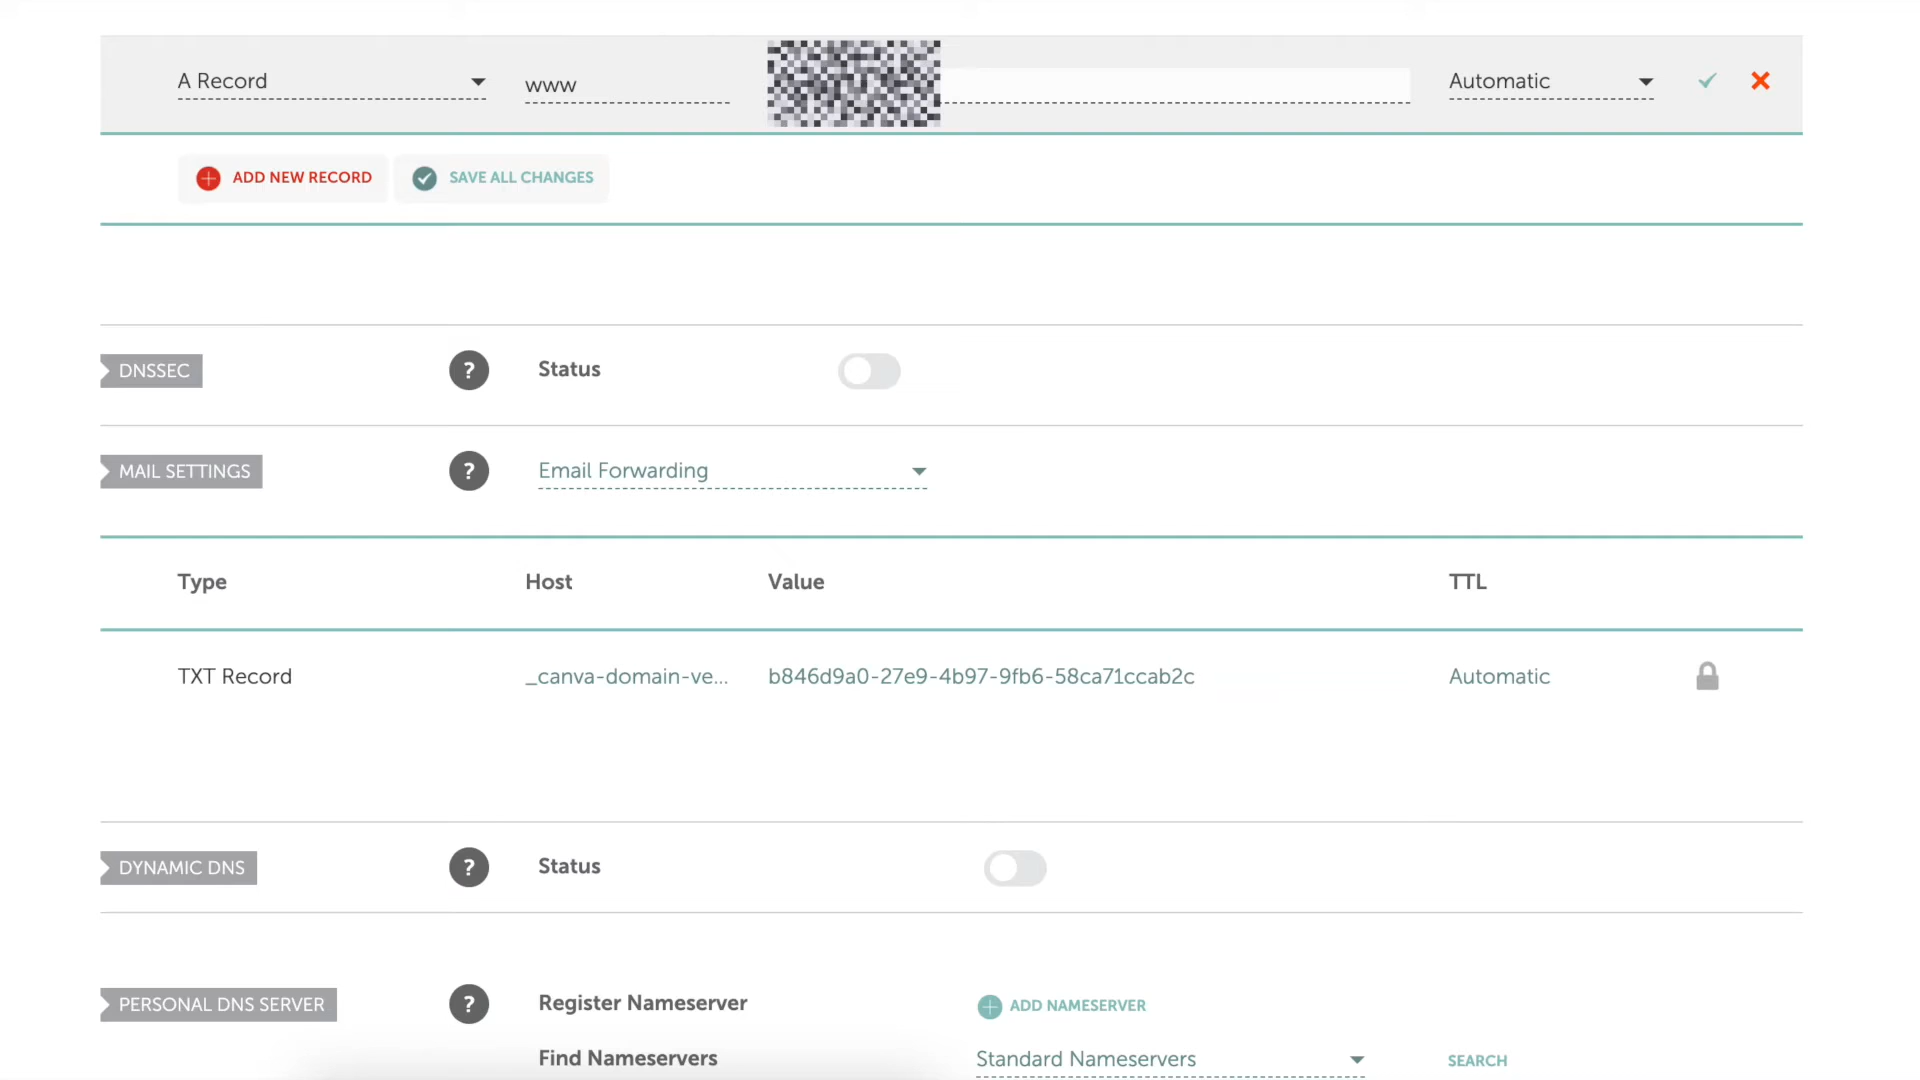 A Record www Automatic
ADD NEW RECORD SAVE ALL CHANGES
DNSSEC ? Status
MAIL SETTINGS ? Email Forwarding
Type Host Value TTL
TXT Record _canva-domain-ve... b846d9a0-27e9-4b97-9fb6-58ca71ccab2c Automatic
DYNAMIC DNS ? Status
PERSONAL DNS SERVER ? Register Nameserver ADD NAMESERVER
Find Nameservers Standard Nameservers SEARCH